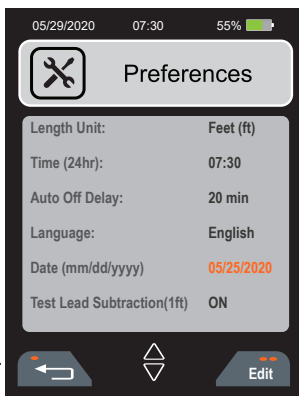 05/29/2020 07:30 55%
Preferences
Length Unit: Feet (ft)
Time (24hr): 07:30
Auto Off Delay: 20 min
Language: English
Date (mm/dd/yyyy) 05/25/2020
Test Lead Subtraction(1ft) ON
Edit